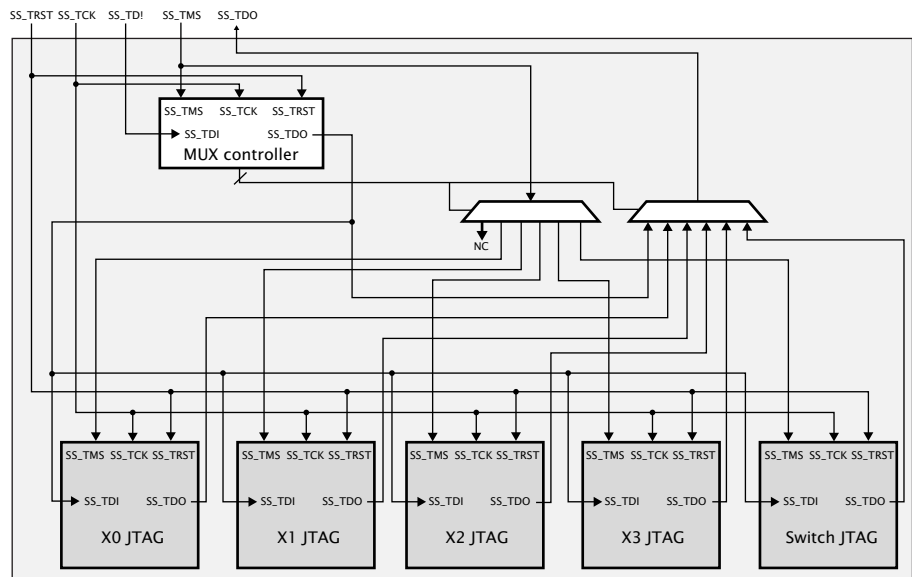 SS_TRST SS_TCK SS_TD! SS_TMS SS_TDO
SS_TMS SS_TCK SS_TRST
SS_TDI SS_TDO
MUX controller
NC
SS_TMS SS_TCK SS_TRST
SS_TDI SS_TDO
X0 JTAG
SS_TMS SS_TCK SS_TRST
SS_TDI SS_TDO
X1 JTAG
SS_TMS SS_TCK SS_TRST
SS_TDI SS_TDO
X2 JTAG
SS_TMS SS_TCK SS_TRST
SS_TDI SS_TDO
X3 JTAG
SS_TMS SS_TCK SS_TRST
SS_TDI SS_TDO
Switch JTAG